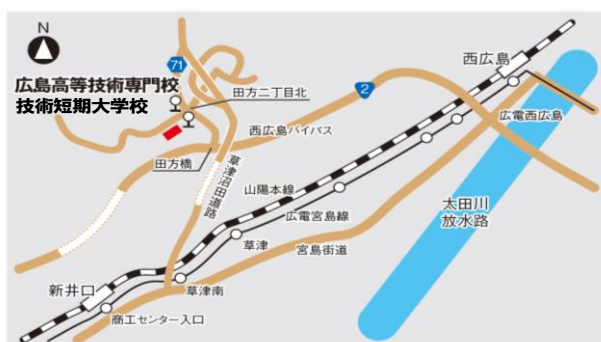 N
71
広島高等技術専門校
技術短期大学校
田方二丁目北
西広島
2
西広島バイパス
広電西広島
田方橋
草津沼田道路
山陽本線
太田川
放水路
広電宮島線
草津
宮島街道
新井口
草津南
商工センター入口